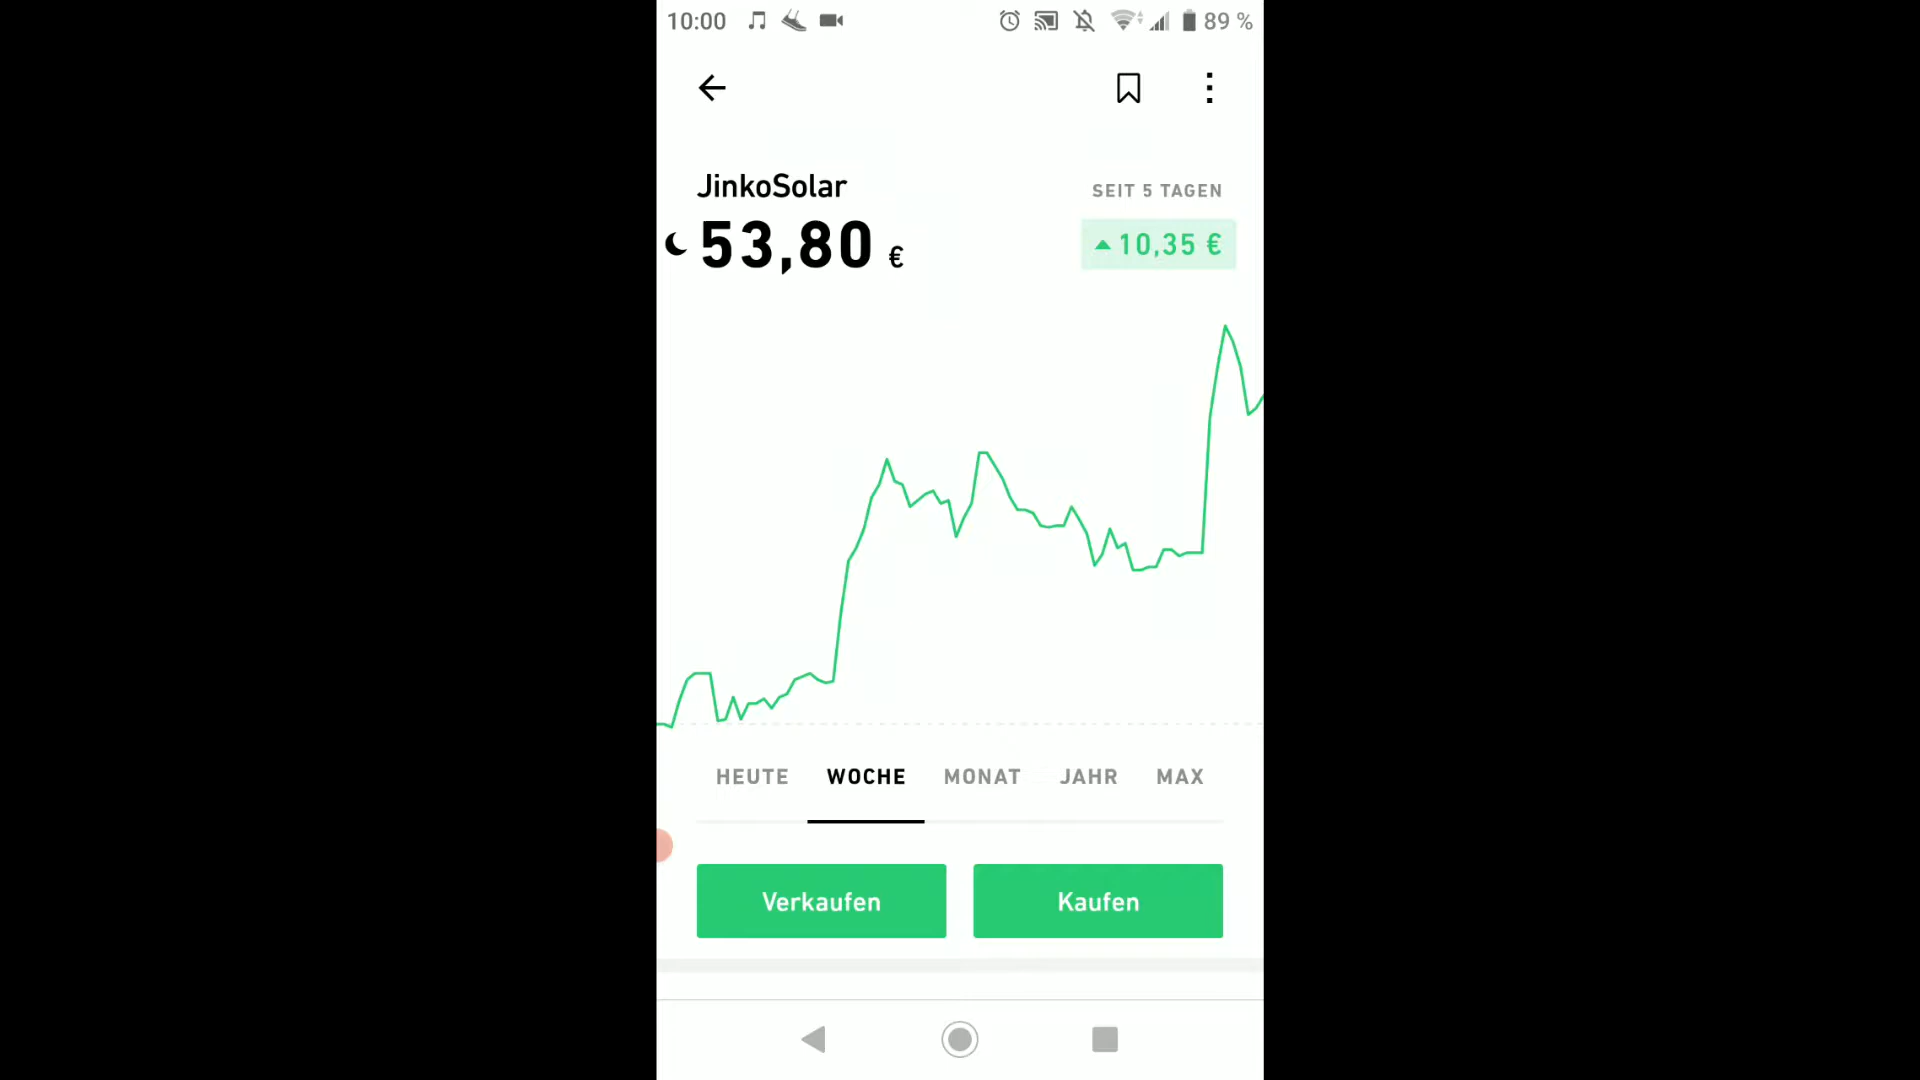 10:00 89 %
JinkoSolar
SEIT 5 TAGEN
53,80 €
10,35 €
HEUTE WOCHE MONAT JAHR MAX
Verkaufen Kaufen